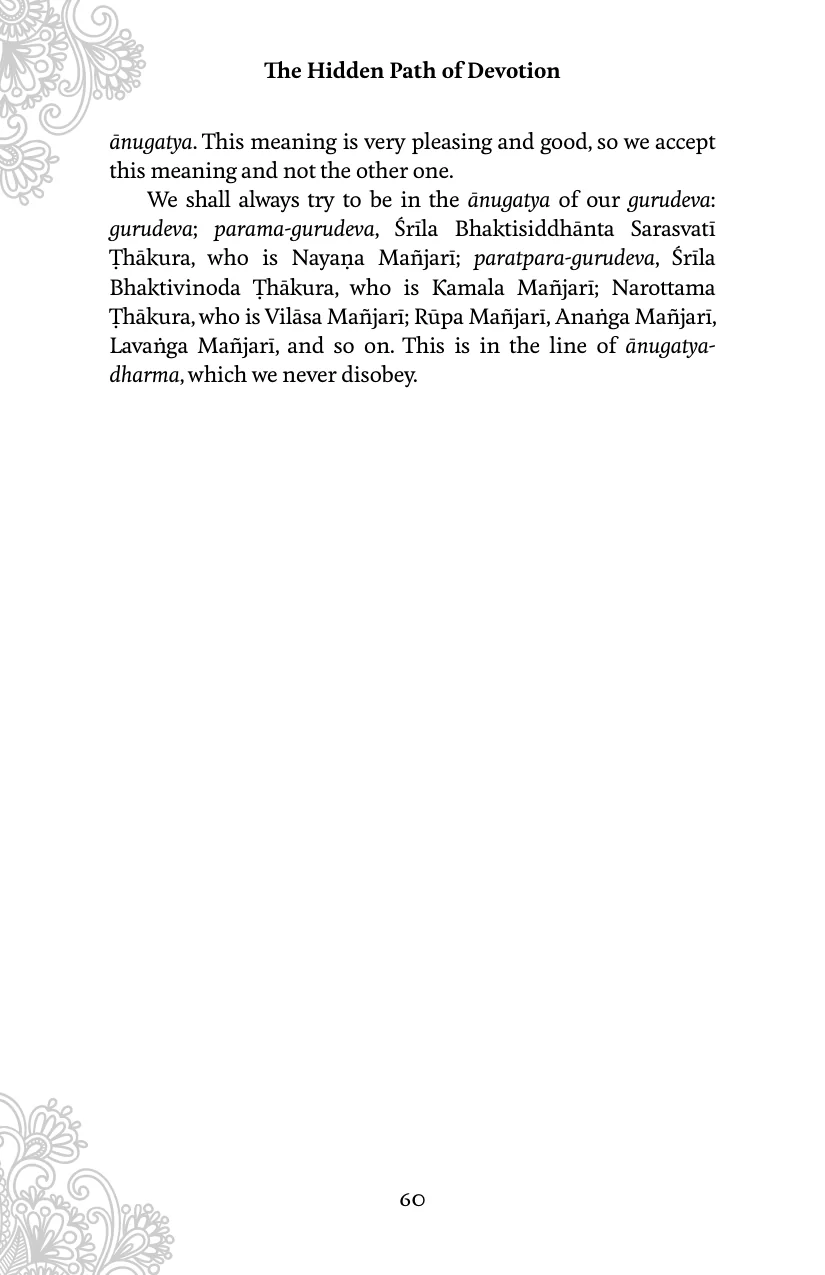 The Hidden Path of Devotion
ānugatya. This meaning is very pleasing and good, so we accept
this meaning and not the other one.
We shall always try to be in the ānugatya of our gurudeva:
gurudeva; parama-gurudeva, Śrīla Bhaktisiddhānta Sarasvatī
Ṭhākura, who is Nayaṇa Mañjarī; paratpara-gurudeva, Śrīla
Bhaktivinoda Ṭhākura, who is Kamala Mañjarī; Narottama
Ṭhākura, who is Vilāsa Mañjarī; Rūpa Mañjarī, Anaṅga Mañjarī,
Lavaṅga Mañjarī, and so on. This is in the line of ānugatya-
dharma, which we never disobey.
60